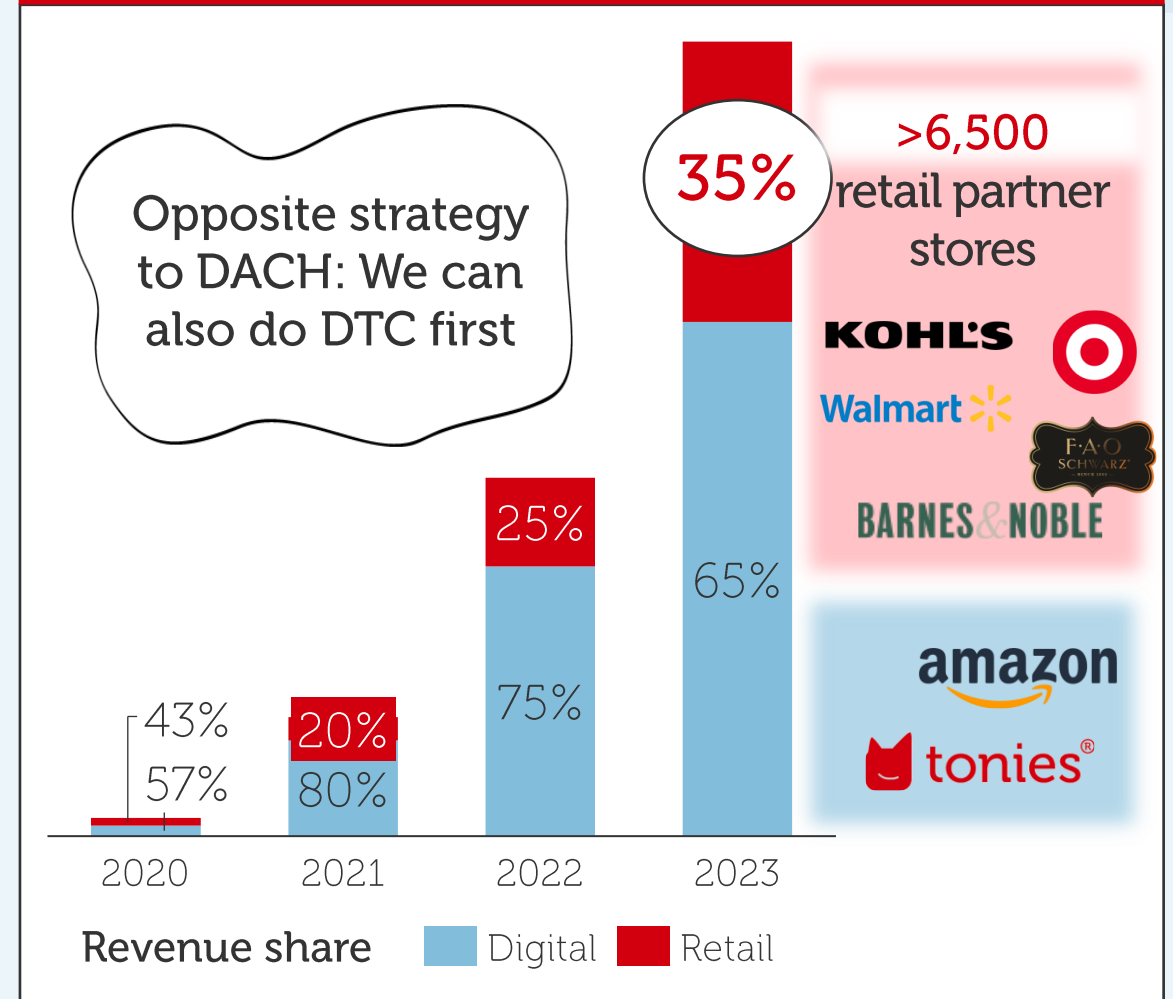 Opposite strategy
to DACH: We can
also do DTC first
35%
>6,500
retail partner
stores
KOHL'S
Walmart
F·A·O
SCHWARZ
BARNES&NOBLE
25%
65%
75%
amazon
tonies®
43%
57%
20%
80%
2020 2021 2022 2023
Revenue share Digital Retail